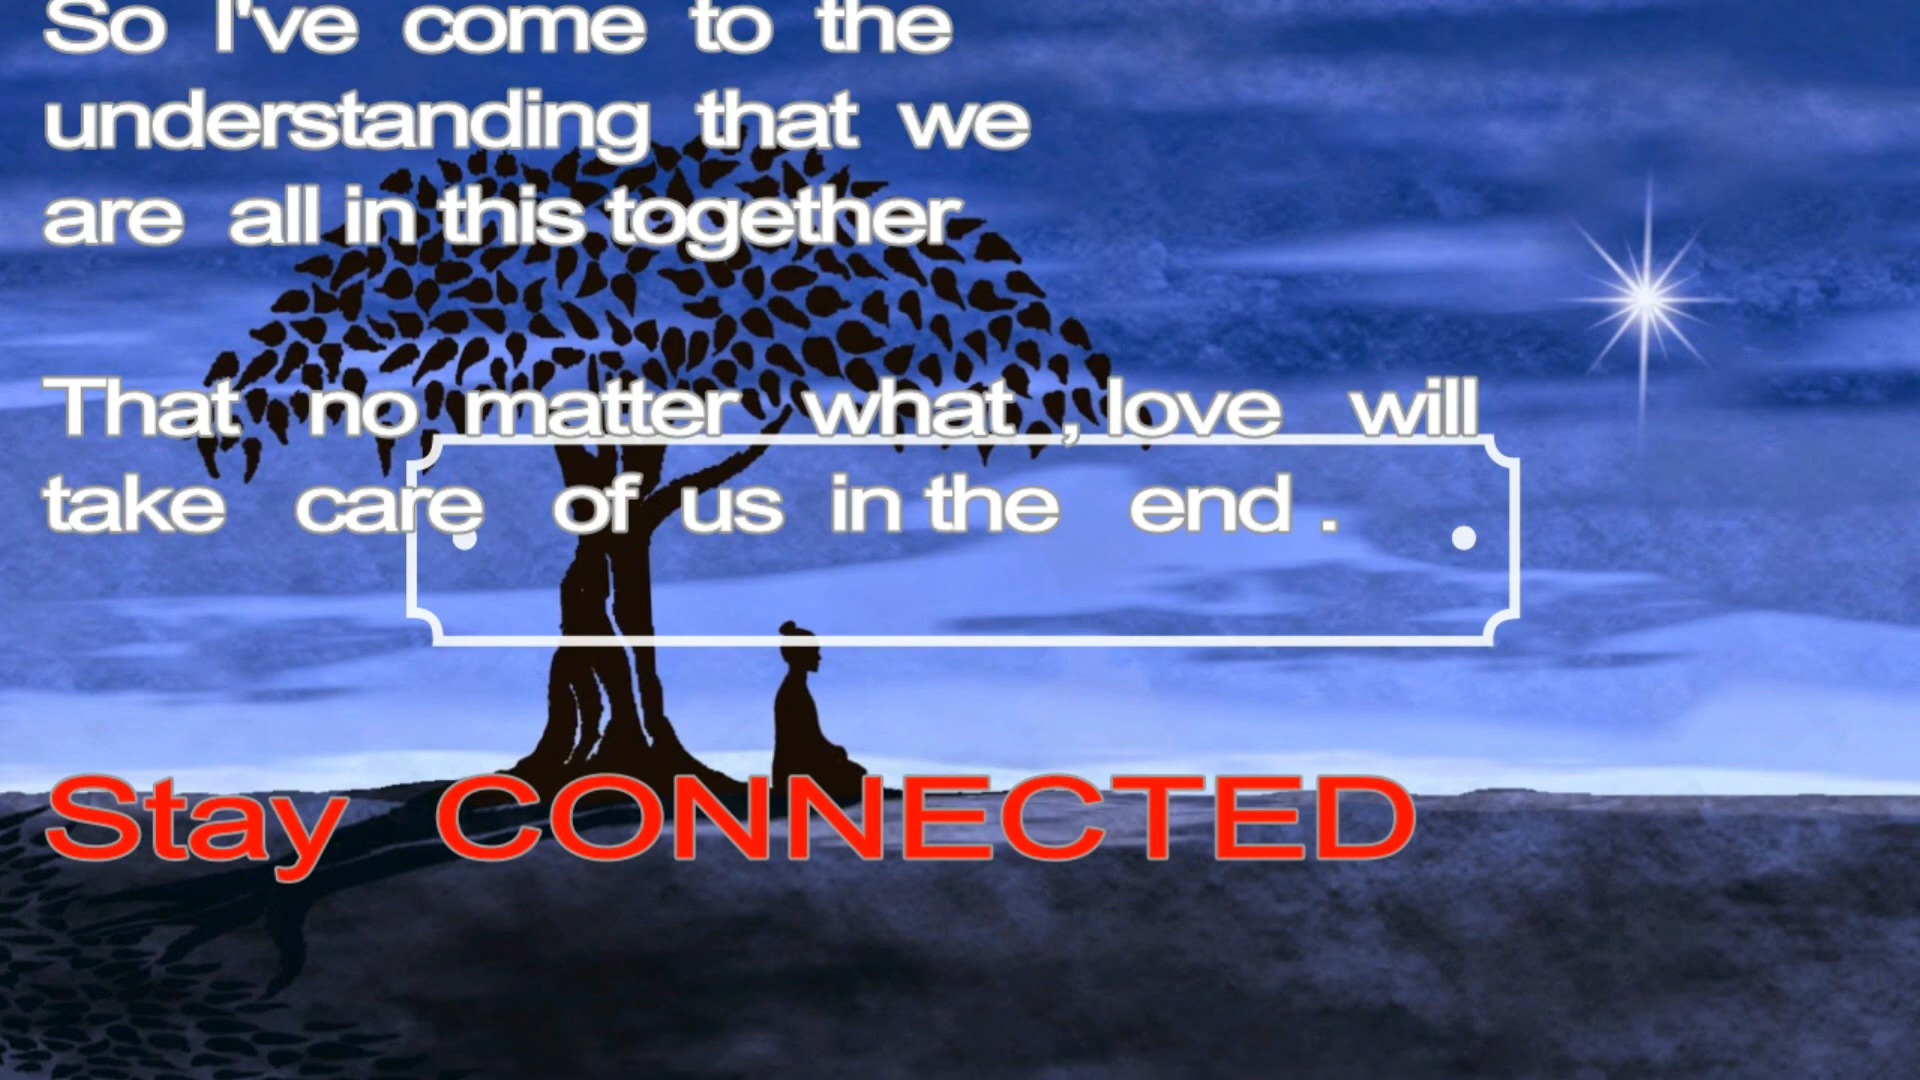 So I've come to the
understanding that we
are all in this together
That no matter what , love will
take care of us in the end .
Stay CONNECTED